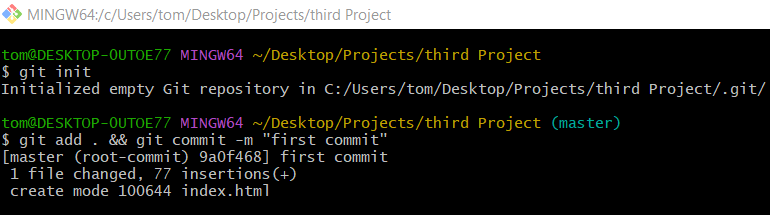 MINGW64:/c/Users/tom/Desktop/Projects/third Project
tom@DESKTOP-OUTOE77 MINGW64 ~/Desktop/Projects/third Project
$ git init
Initialized empty Git repository in C:/Users/tom/Desktop/Projects/third Project/.git/
tom@DESKTOP-OUTOE77 MINGW64 ~/Desktop/Projects/third Project (master)
$ git add . && git commit -m "first commit"
[master (root-commit) 9a0f468] first commit
 1 file changed, 77 insertions(+)
 create mode 100644 index.html